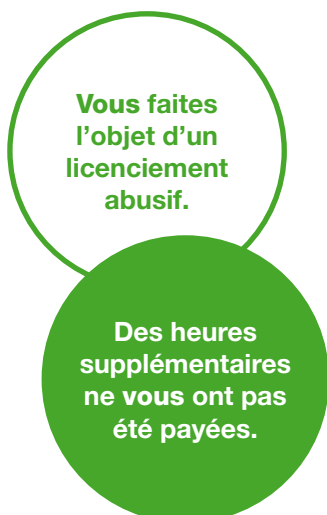 Vous faites
l’objet d’un
licenciement
abusif.
Des heures
supplémentaires
ne vous ont pas
été payées.